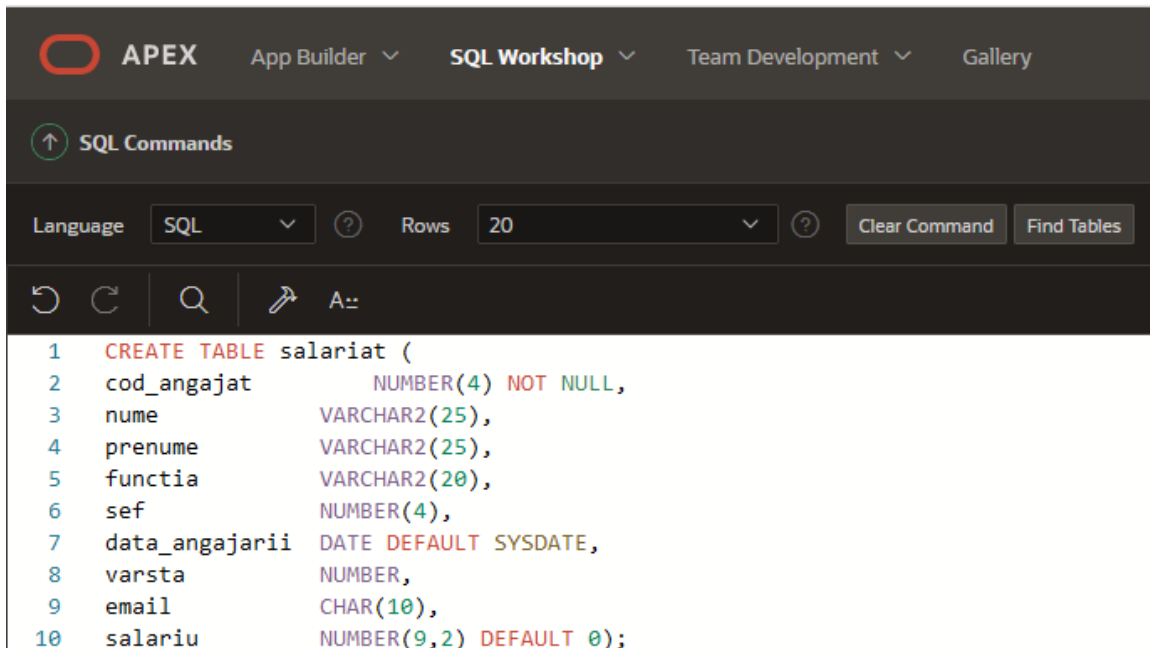 APEX App Builder SQL Workshop Team Development Gallery
SQL Commands
Language SQL ? Rows 20 ? Clear Command Find Tables
A
1 CREATE TABLE salariat (
2 cod_angajat NUMBER(4) NOT NULL,
3 nume VARCHAR2(25),
4 prenume VARCHAR2(25),
5 functia VARCHAR2(20),
6 sef NUMBER(4),
7 data_angajarii DATE DEFAULT SYSDATE,
8 varsta NUMBER,
9 email CHAR(10),
10 salariu NUMBER(9,2) DEFAULT 0);